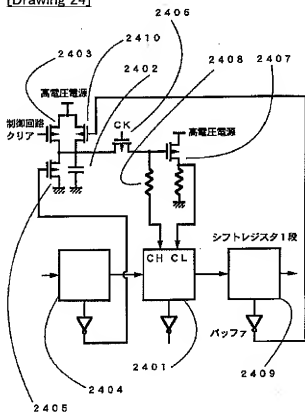 [Drawing 24]
2406
2403
2410
2408
2407
高電圧電源
2402
制御回路
クリア
CK
高電圧電源
CH CL
シフトレジスタ1段
バッファ
2404
2401
2409
2405